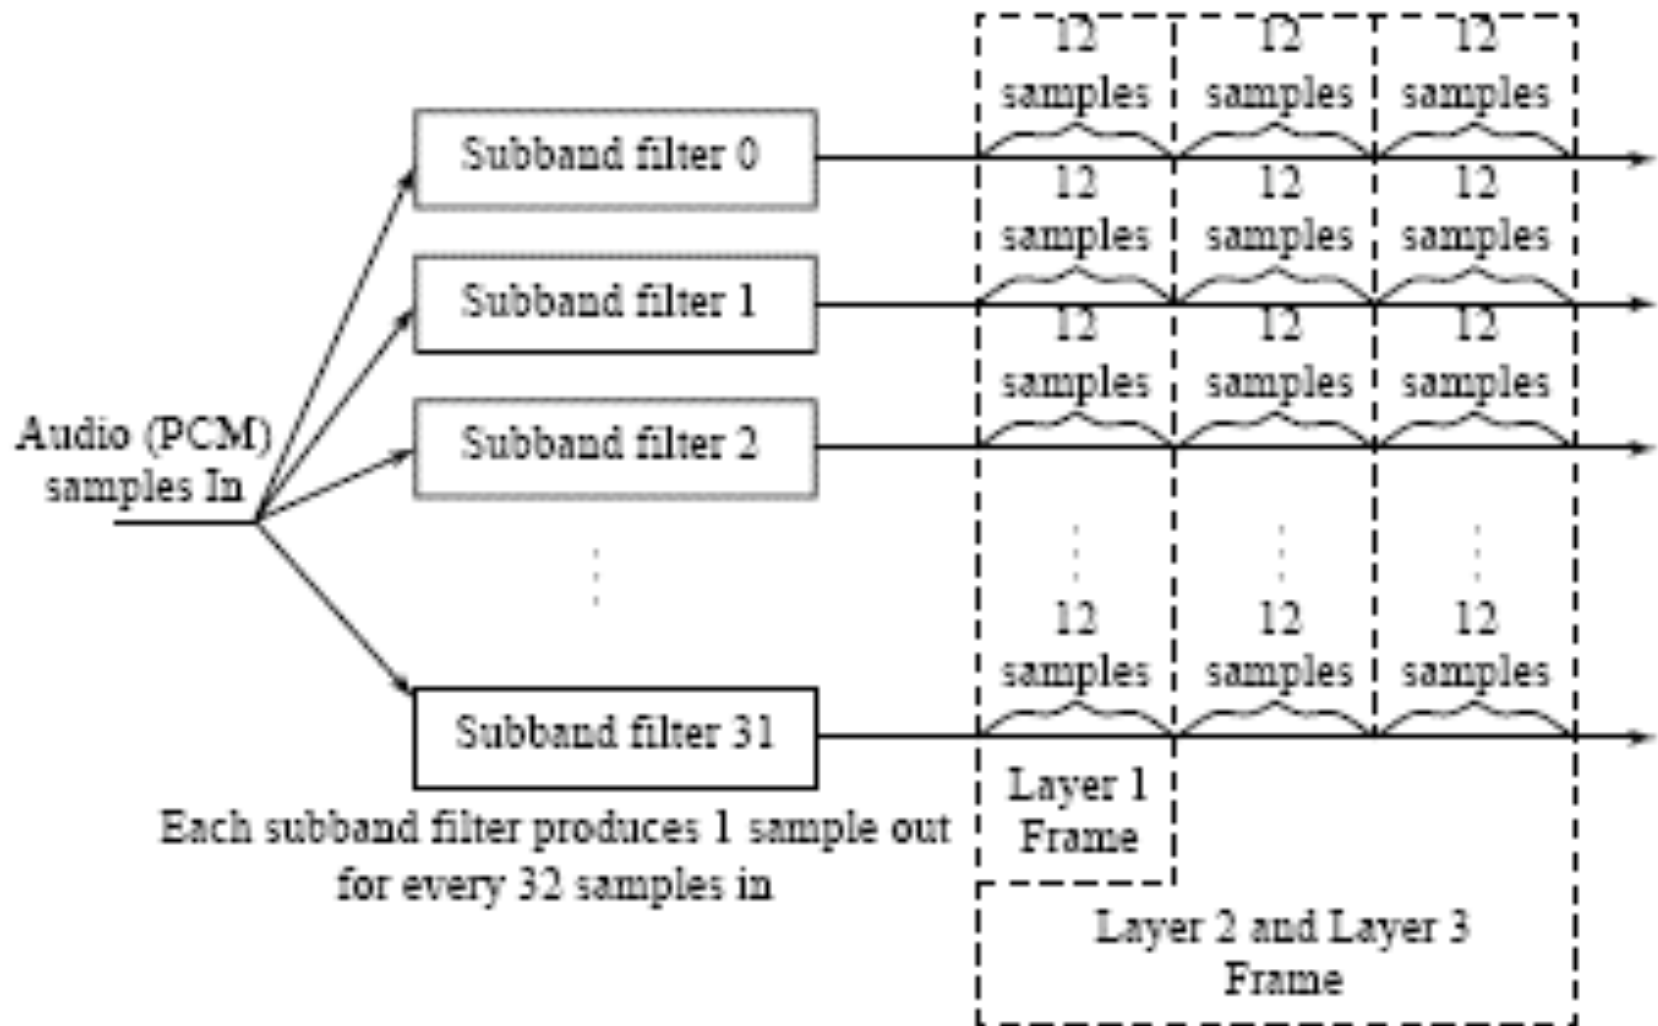 12 12 12
samples samples samples
Subband filter 0
12 12 12
samples samples samples
Subband filter 1
12 12 12
samples samples samples
Audio (PCM)
samples In
Subband filter 2
12 12 12
samples samples samples
Subband filter 31
Each subband filter produces 1 sample out
for every 32 samples in
Layer 1
Frame
Layer 2 and Layer 3
Frame